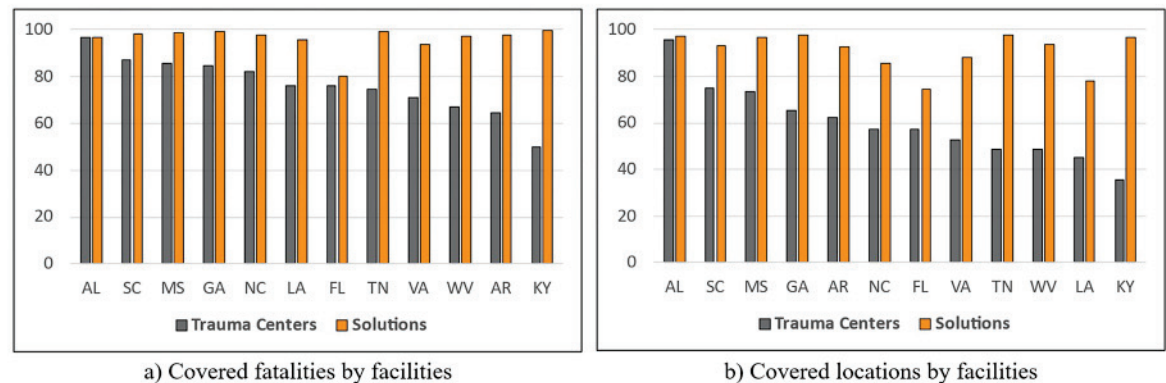 100
80
60
40
20
0
AL SC MS GA NC LA FL TN VA WV AR KY
Trauma Centers Solutions
a) Covered fatalities by facilities
100
80
60
40
20
0
AL SC MS GA AR NC FL VA TN WV LA KY
Trauma Centers Solutions
b) Covered locations by facilities